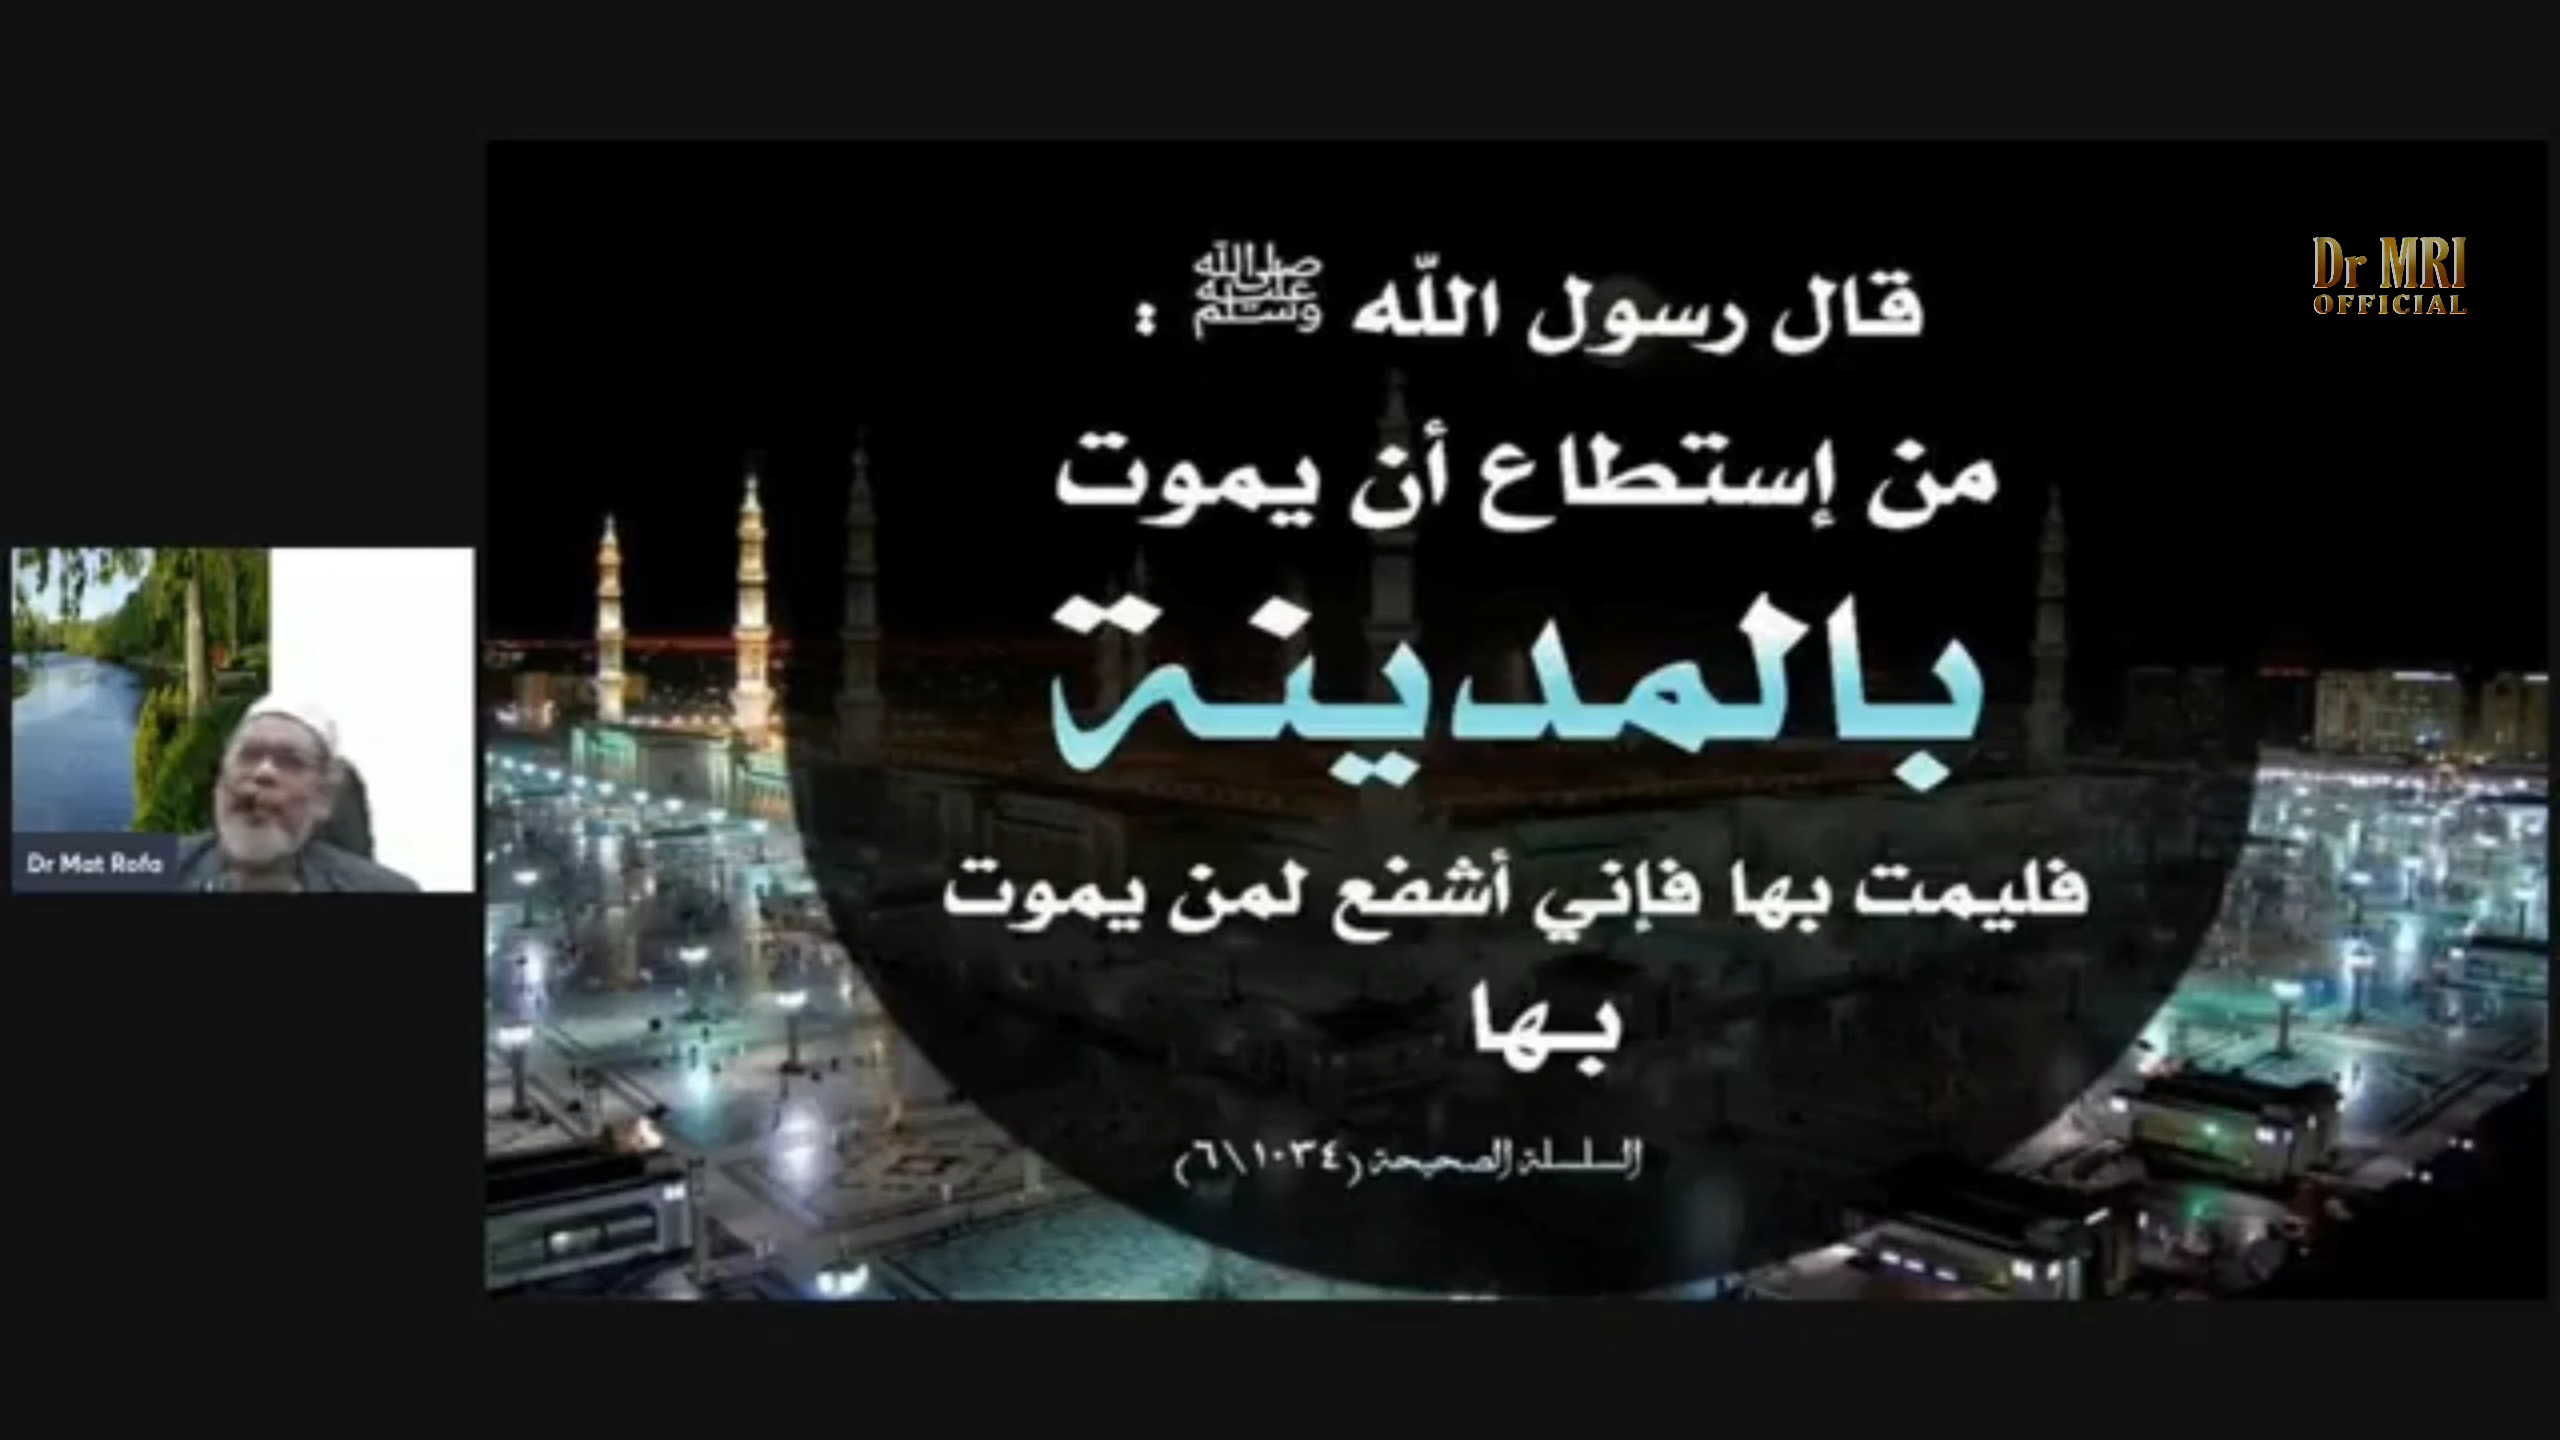 Dr MRI
OFFICIAL
قال رسول اللّه ﷺ :
من إستطاع أن يموت
بالمدينة
فليمت بها فإني أشفع لمن يموت
بها
السلسلة الصحيحة (١٠٣٤\٦)
Dr Mat Rofa